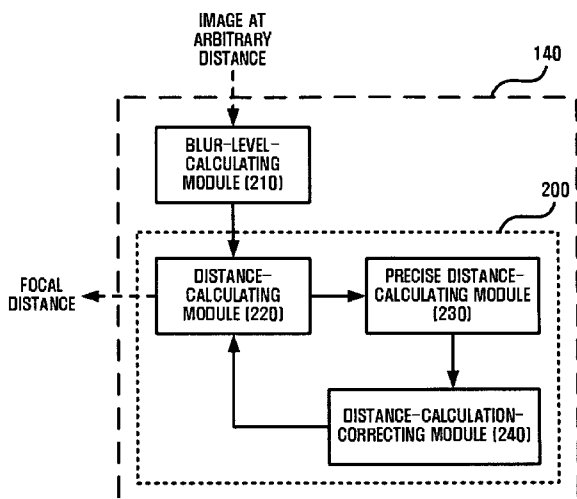 IMAGE AT
ARBITRARY
DISTANCE
140
BLUR-LEVEL-
CALCULATING
MODULE (210)
200
FOCAL
DISTANCE
DISTANCE-
CALCULATING
MODULE (220)
PRECISE DISTANCE-
CALCULATING MODULE
(230)
DISTANCE-CALCULATION-
CORRECTING MODULE (240)